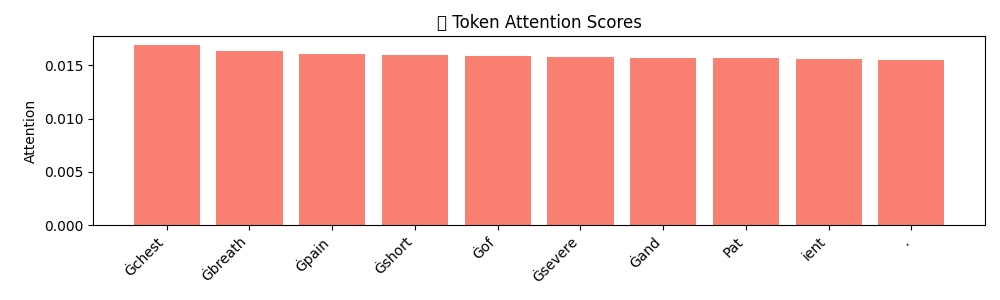 ▯ Token Attention Scores
Attention
0.015
0.010
0.005
0.000
Ġchest
Ġbreath
Ġpain
Ġshort
Ġof
Ġsevere
Ġand
Pat
ient
.